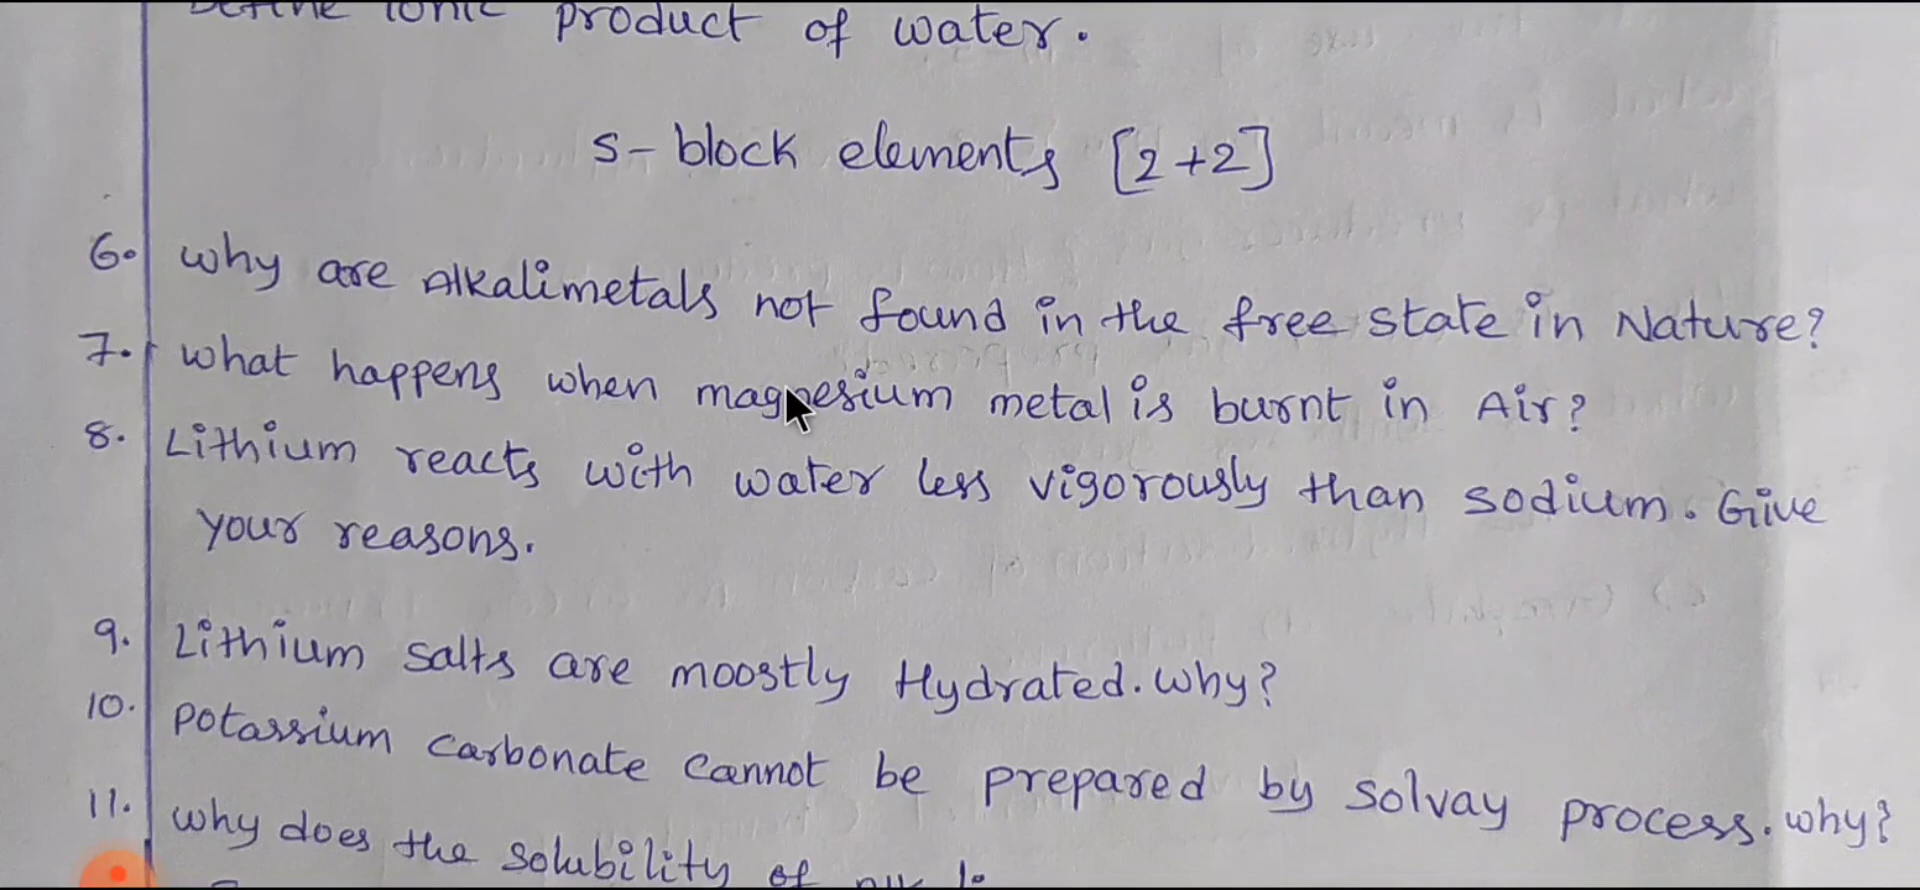 Define ionic product of water.
s-block elements [2+2]
6. why are Alkalimetals not found in the free state in Nature?
7. what happens when magnesium metal is burnt in Air?
8. Lithium reacts with water less vigorously than sodium. Give
your reasons.
9. Lithium salts are moostly Hydrated. why?
10. potassium carbonate cannot be prepared by solvay process. why?
11. why does the solubility of